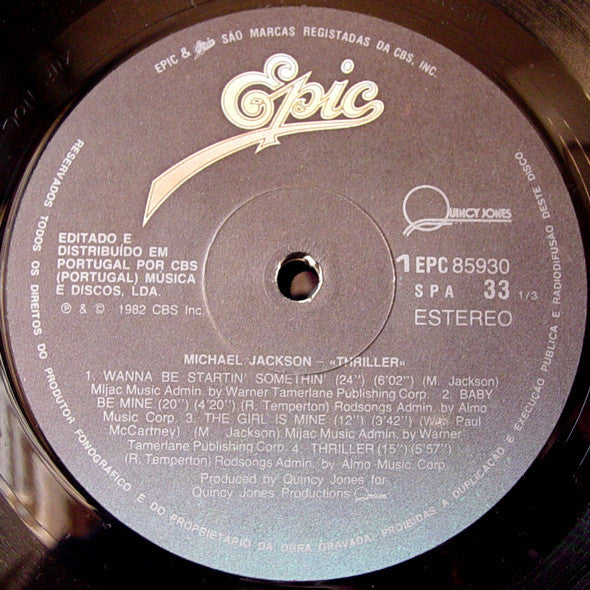 EPIC & Epic SÃO MARCAS REGISTADAS DA CBS. INC.
Epic
QUINCY JONES
EDITADO E
DISTRIBUÍDO EM
PORTUGAL POR CBS
(PORTUGAL) MÚSICA
E DISCOS, LDA.
℗ & © 1982 CBS Inc.
1 EPC 85930
SPA 33 1/3
ESTEREO
MICHAEL JACKSON – «THRILLER»
1. WANNA BE STARTIN' SOMETHIN' (24'') (6'02'') (M. Jackson)
Mijac Music Admin. by Warner Tamerlane Publishing Corp. 2. BABY
BE MINE (20'') (4'20'') (R. Temperton) Rodsongs Admin. by Almo
Music Corp. 3. THE GIRL IS MINE (12'') (3'42'') (With Paul
McCartney) (M. Jackson) Mijac Music Admin. by Warner
Tamerlane Publishing Corp. 4. THRILLER (15'') (5'57'')
(R. Temperton) Rodsongs Admin. by Almo Music Corp.
Produced by Quincy Jones for
Quincy Jones Productions
RESERVADOS TODOS OS DIREITOS DO PRODUTOR FONOGRÁFICO E DO PROPRIETÁRIO DA OBRA GRAVADA. PROIBIDAS A DUPLICAÇÃO E EXECUÇÃO PUBLICA E RADIODIFUSÃO DESTE DISCO